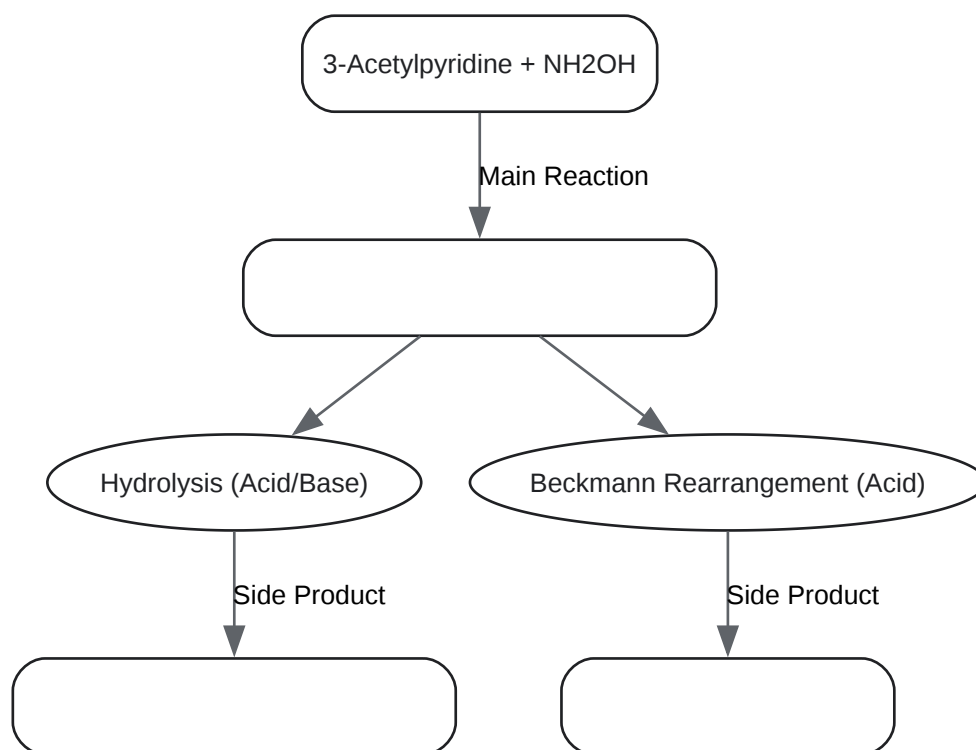 3-Acetylpyridine + NH2OH
Main Reaction
Hydrolysis (Acid/Base)
Beckmann Rearrangement (Acid)
Side Product
Side Product